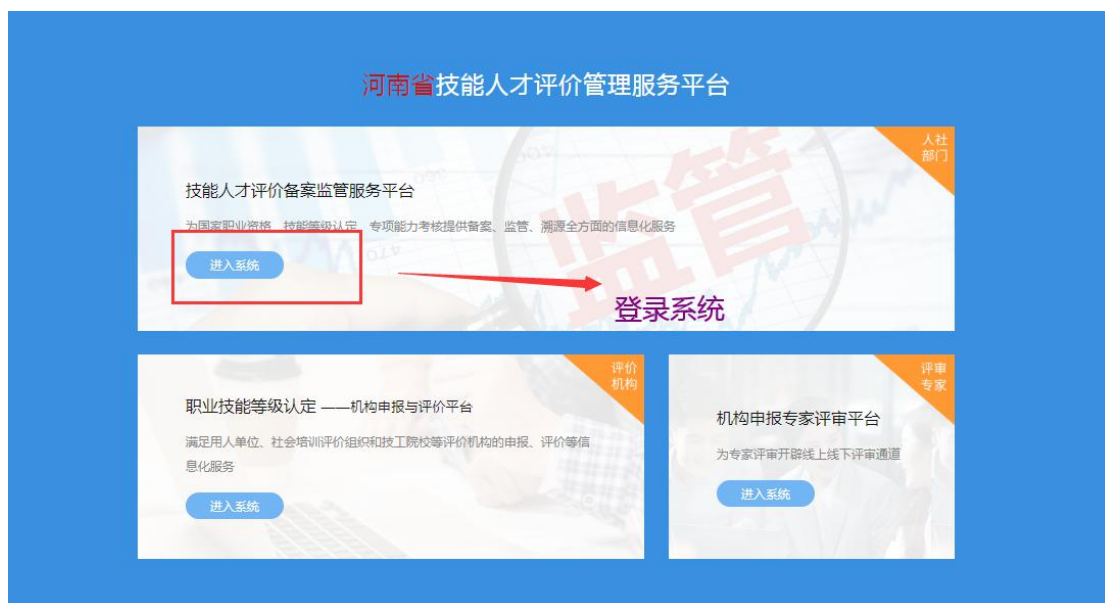 河南省技能人才评价管理服务平台
人社
部门
技能人才评价备案监管服务平台
为国家职业资格、技能等级认定、专项能力考核提供备案、监管、溯源全方面的信息化服务
进入系统
监管
登录系统
评价
机构
职业技能等级认定 ——机构申报与评价平台
满足用人单位、社会培训评价组织和技工院校等评价机构的申报、评价等信
息化服务
进入系统
评审
专家
机构申报专家评审平台
为专家评审开辟线上线下评审通道
进入系统